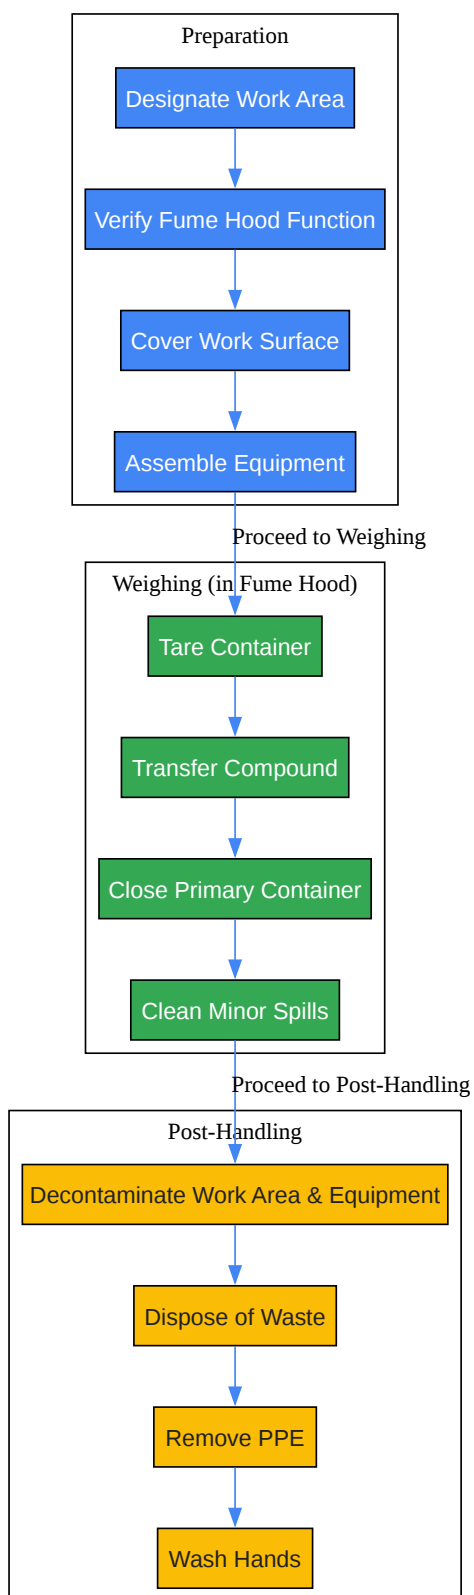 Preparation
Designate Work Area
Verify Fume Hood Function
Cover Work Surface
Assemble Equipment
Proceed to Weighing
Weighing (in Fume Hood)
Tare Container
Transfer Compound
Close Primary Container
Clean Minor Spills
Proceed to Post-Handling
Post-Handling
Decontaminate Work Area & Equipment
Dispose of Waste
Remove PPE
Wash Hands